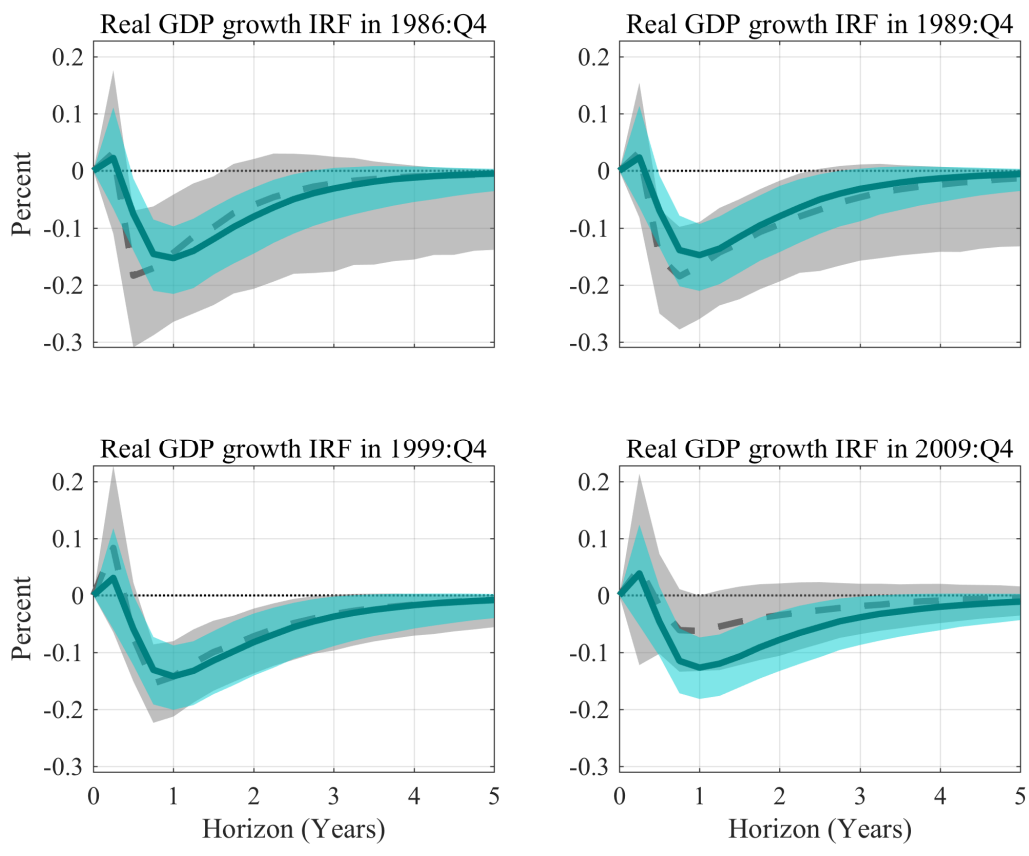 Real GDP growth IRF in 1986:Q4
0.2
0.1
0
-0.1
-0.2
-0.3
Percent
Real GDP growth IRF in 1989:Q4
0.2
0.1
0
-0.1
-0.2
-0.3
Real GDP growth IRF in 1999:Q4
0.2
0.1
0
-0.1
-0.2
-0.3
Percent
0 1 2 3 4 5
Horizon (Years)
Real GDP growth IRF in 2009:Q4
0.2
0.1
0
-0.1
-0.2
-0.3
0 1 2 3 4 5
Horizon (Years)